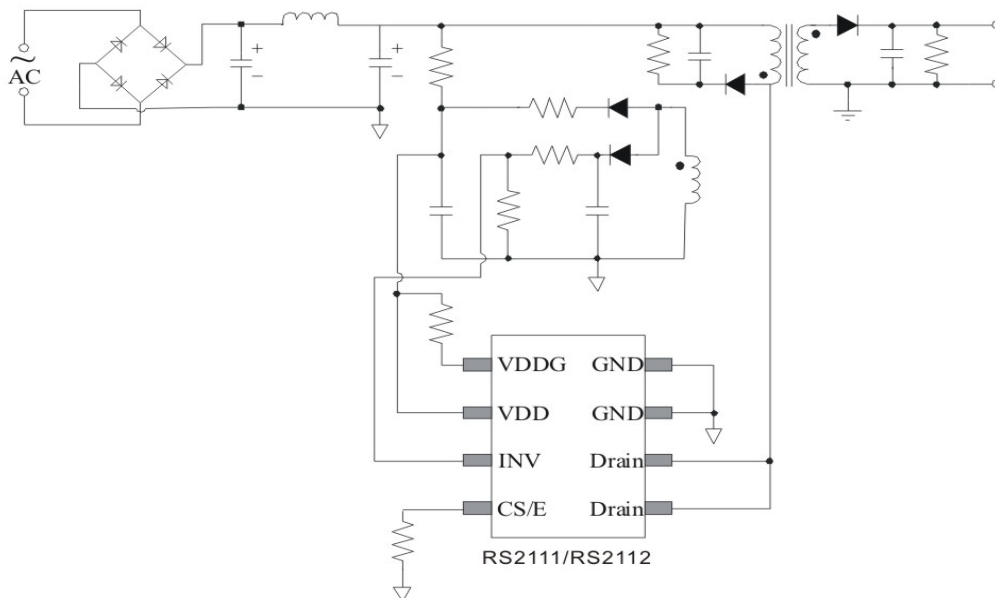 ~
AC
+
−
+
−
VDDG GND
VDD GND
INV Drain
CS/E Drain
RS2111/RS2112